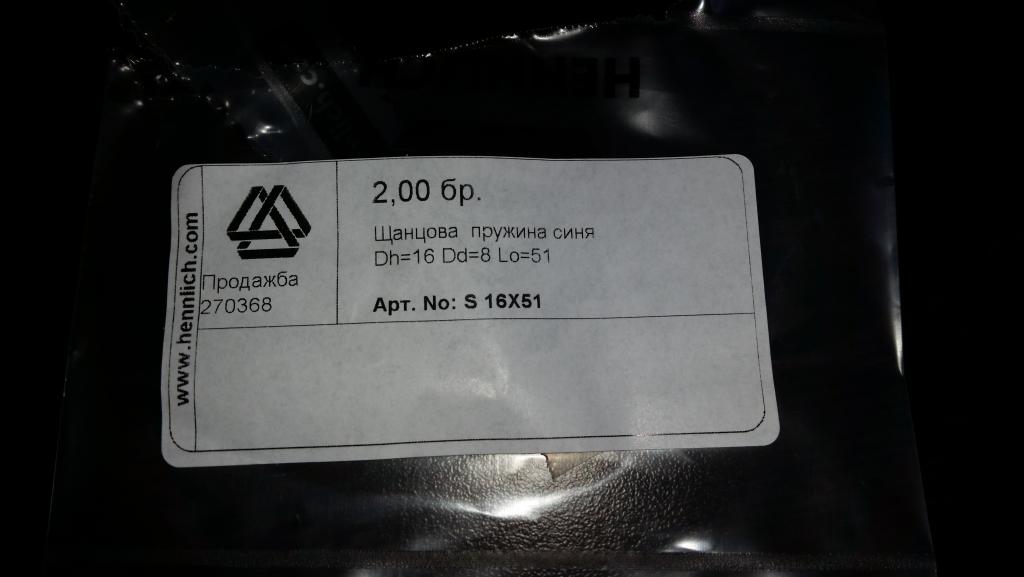 HENNLICH
www.hennlich.com
Продажба
270368
2,00 бр.
Щанцова пружина синя
Dh=16 Dd=8 Lo=51
Арт. No: S 16X51